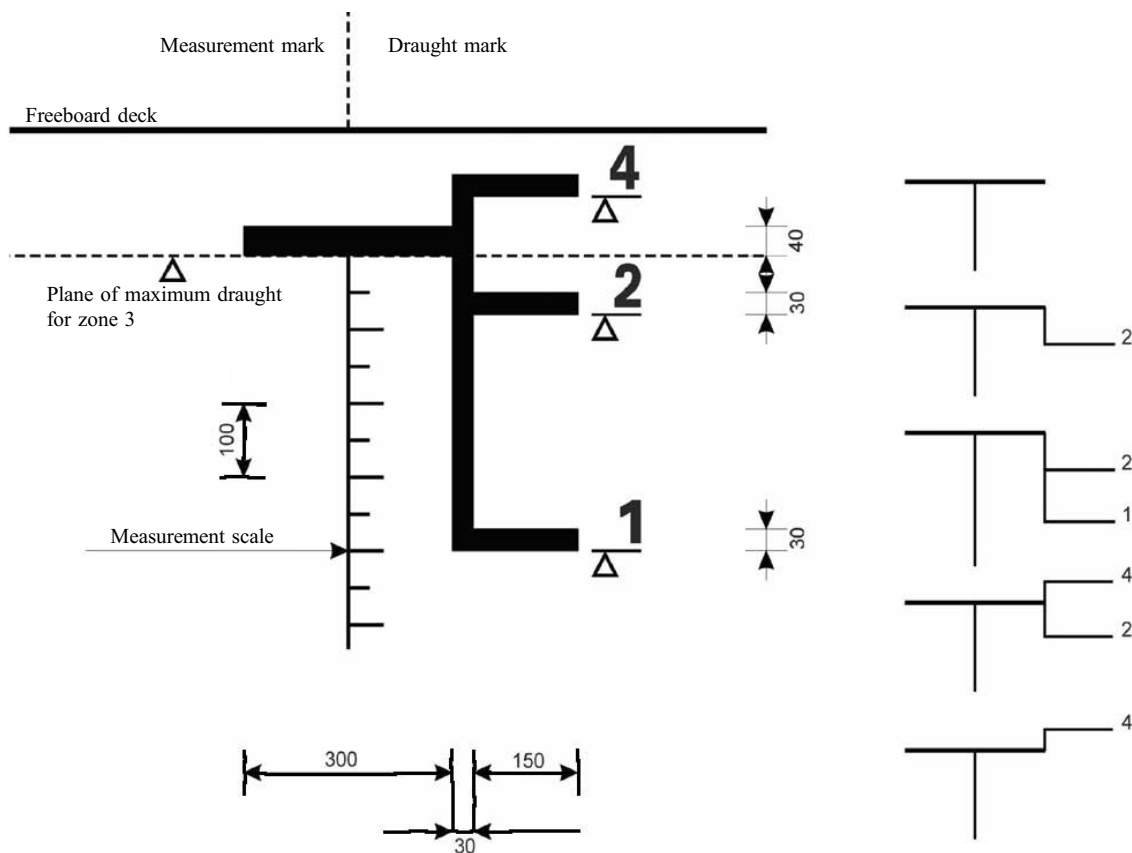 Measurement mark
Draught mark
Freeboard deck
4
40
Plane of maximum draught
for zone 3
2
30
2
100
2
1
Measurement scale
1
30
4
2
4
300
150
30